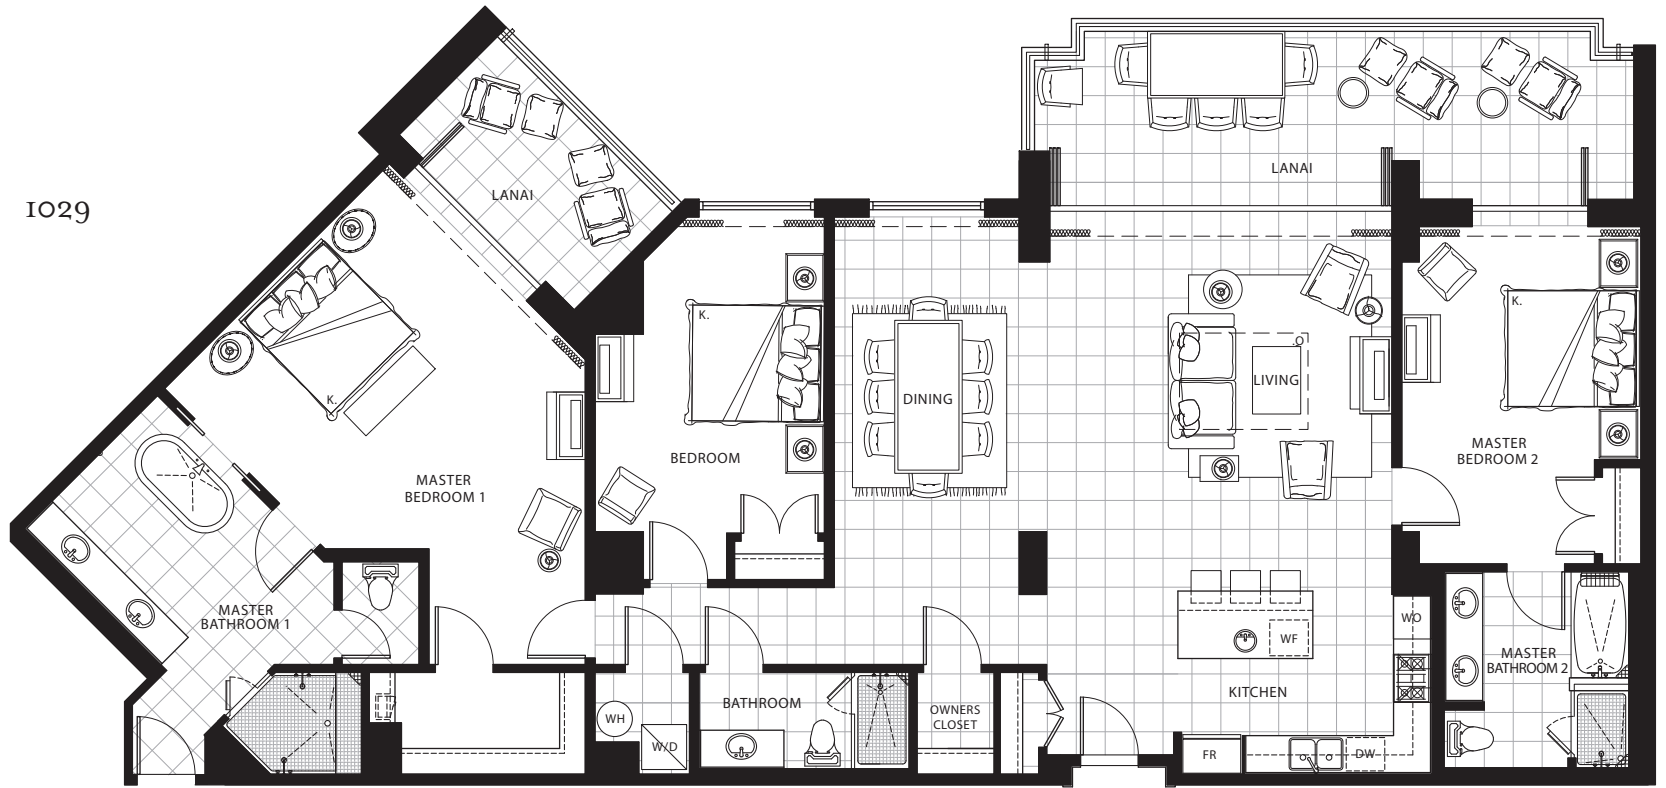 1029
LANAI
LANAI
K.
K.
K.
DINING
LIVING
BEDROOM
MASTER
BEDROOM 1
MASTER
BEDROOM 2
MASTER
BATHROOM 1
WO
WF
MASTER
BATHROOM 2
KITCHEN
BATHROOM
OWNERS
CLOSET
WH
W/D
FR
DW